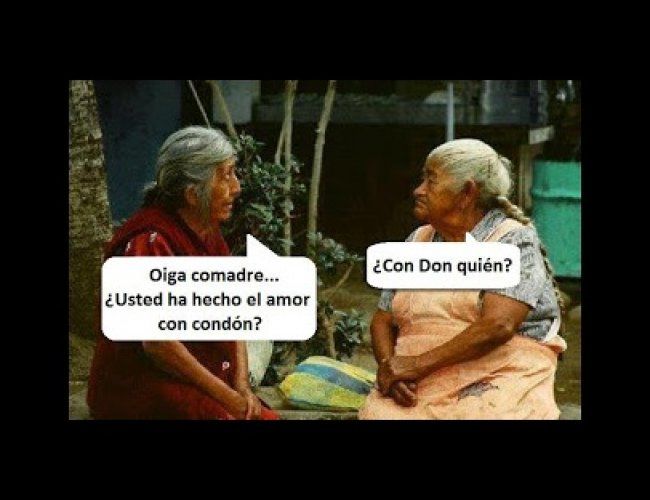 Oiga comadre...
¿Usted ha hecho el amor
con condón?
¿Con Don quién?